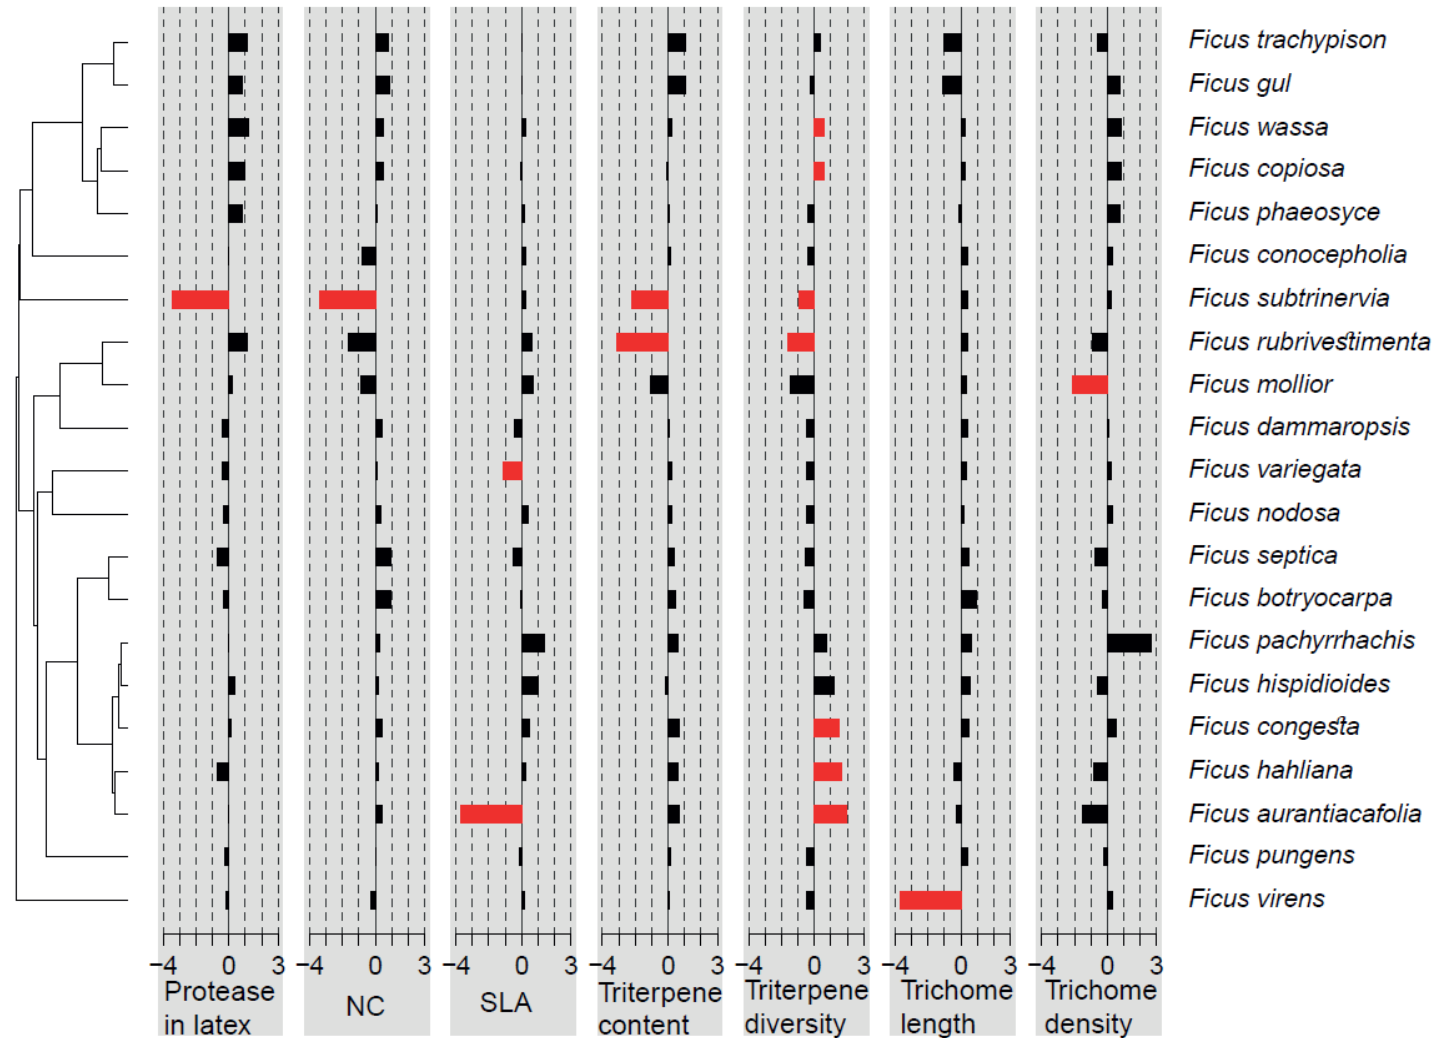 Ficus trachypison
Ficus gul
Ficus wassa
Ficus copiosa
Ficus phaeosyce
Ficus conocepholia
Ficus subtrinervia
Ficus rubrivestimenta
Ficus mollior
Ficus dammaropsis
Ficus variegata
Ficus nodosa
Ficus septica
Ficus botryocarpa
Ficus pachyrrhachis
Ficus hispidioides
Ficus congesta
Ficus hahliana
Ficus aurantiacafolia
Ficus pungens
Ficus virens
−4 0 3 −4 0 3 −4 0 3 −4 0 3 −4 0 3 −4 0 3 −4 0 3
Protease
in latex
NC
SLA
Triterpene
content
Triterpene
diversity
Trichome
length
Trichome
density